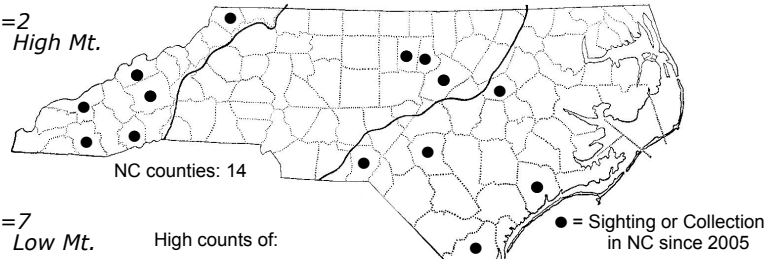 =2
High Mt.
NC counties: 14
=7
Low Mt.
High counts of:
● = Sighting or Collection
in NC since 2005